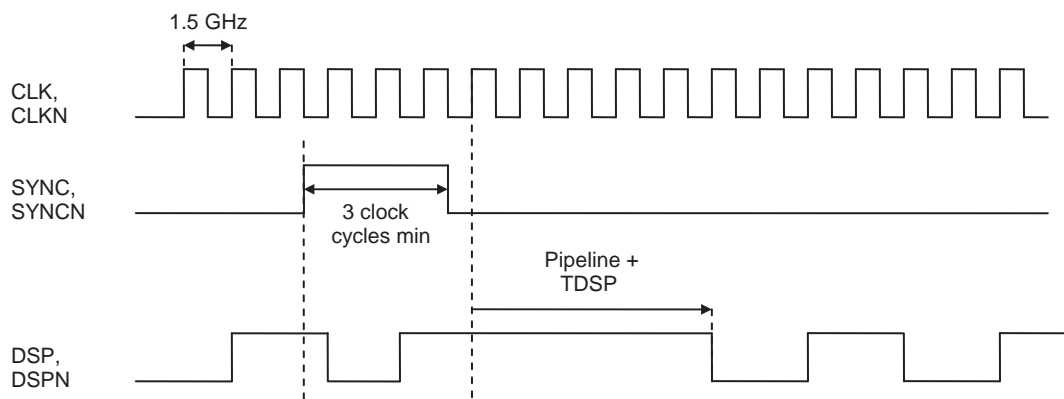 1.5 GHz
CLK,
CLKN
SYNC,
SYNCN
3 clock
cycles min
Pipeline +
TDSP
DSP,
DSPN